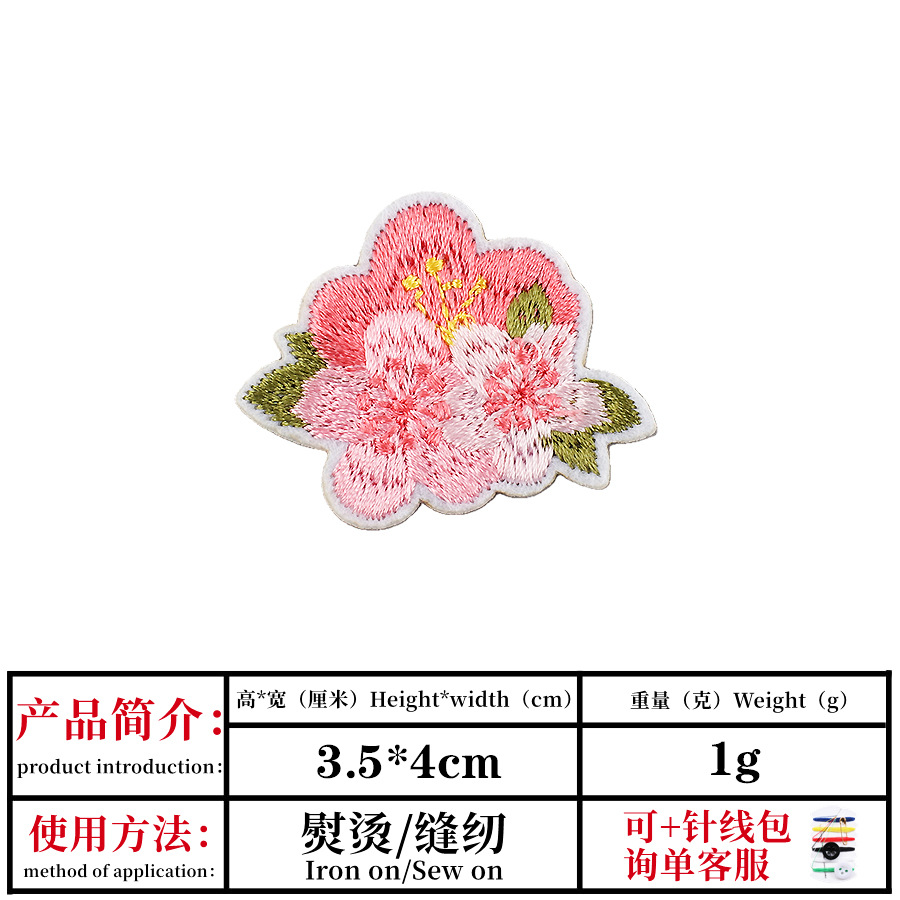 产品简介：
product introduction：
高*宽（厘米）Height*width（cm）
重量（克）Weight（g）
3.5*4cm
1g
使用方法：
method of application：
熨烫/缝纫
Iron on/Sew on
可+针线包
询单客服